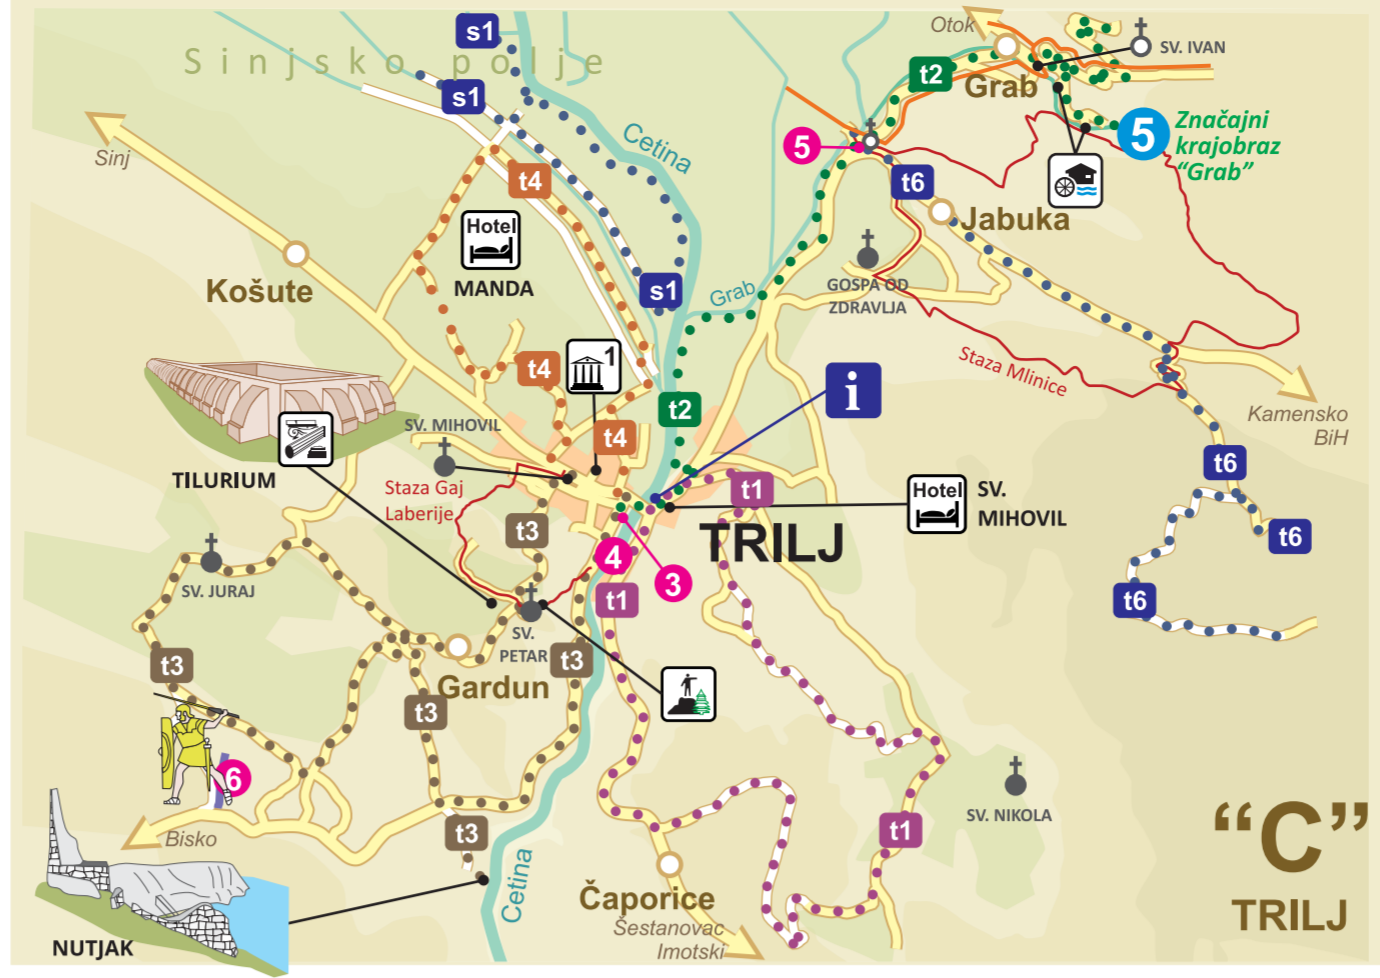 s1
Otok
SV. IVAN
Sinjsko polje
t2
Grab
s1
5
Značajni
krajobraz
"Grab"
Cetina
5
Sinj
t4
t6
Hotel
Jabuka
MANDA
Košute
s1
Grab
GOSPA OD
ZDRAVLJA
1
t4
Staza Mlinice
i
Kamensko
BiH
t2
SV. MIHOVIL
t4
TILURIUM
Staza Gaj
Laberije
t1
Hotel
SV.
MIHOVIL
t6
t3
TRILJ
t6
4
3
SV. JURAJ
t1
t6
SV.
PETAR
t3
t3
Gardun
t3
6
SV. NIKOLA
Bisko
t3
t1
Cetina
Čaporice
Šestanovac
Imotski
NUTJAK
“C”
TRILJ